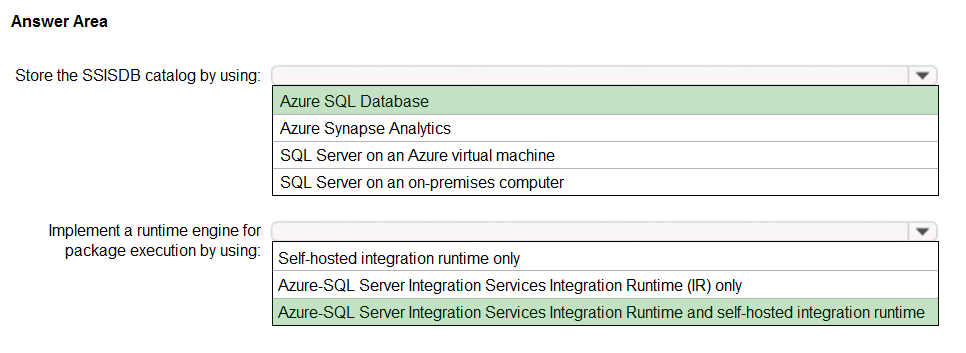 Answer Area
Store the SSISDB catalog by using:
Azure SQL Database
Azure Synapse Analytics
SQL Server on an Azure virtual machine
SQL Server on an on-premises computer
Implement a runtime engine for
package execution by using:
Self-hosted integration runtime only
Azure-SQL Server Integration Services Integration Runtime (IR) only
Azure-SQL Server Integration Services Integration Runtime and self-hosted integration runtime